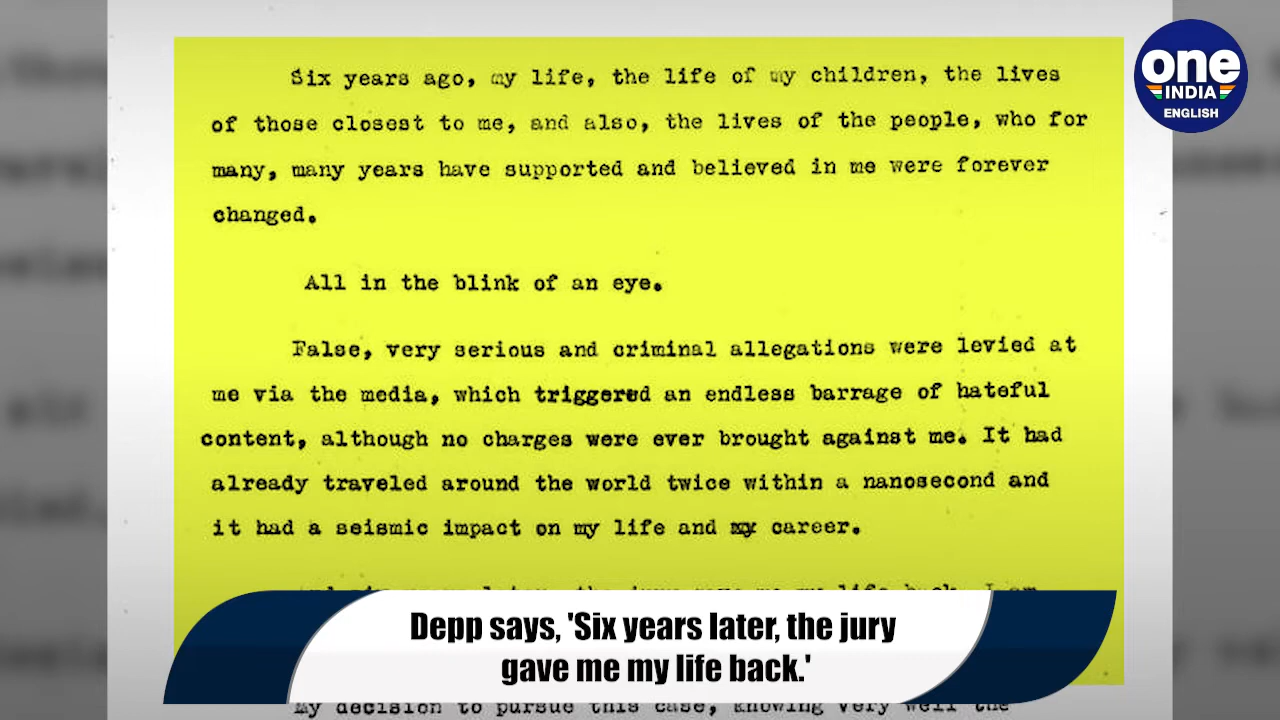 one
INDIA
ENGLISH
Six years ago, my life, the life of my children, the lives
of those closest to me, and also, the lives of the people, who for
many, many years have supported and believed in me were forever
changed.
All in the blink of an eye.
False, very serious and criminal allegations were levied at
me via the media, which triggered an endless barrage of hateful
content, although no charges were ever brought against me. It had
already traveled around the world twice within a nanosecond and
it had a seismic impact on my life and my career.
Depp says, 'Six years later, the jury
gave me my life back.'
My decision to pursue this case, knowing very well the